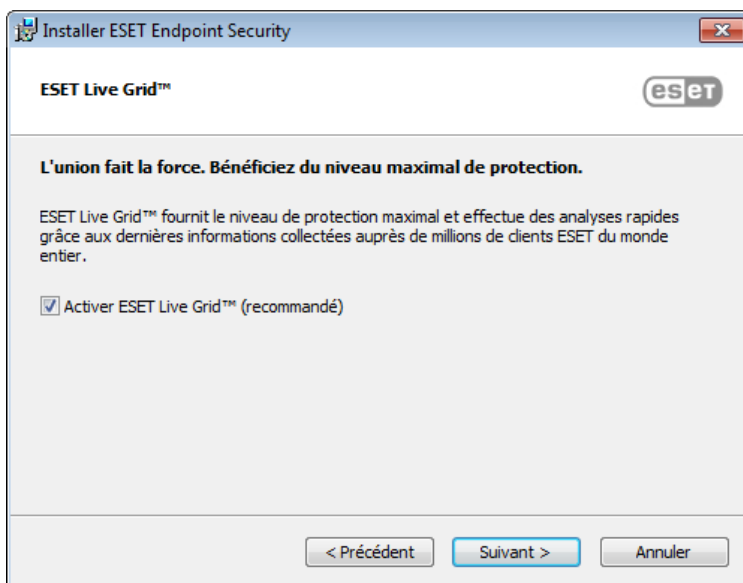 Installer ESET Endpoint Security
ESET Live Grid™
eseT
L'union fait la force. Bénéficiez du niveau maximal de protection.
ESET Live Grid™ fournit le niveau de protection maximal et effectue des analyses rapides
grâce aux dernières informations collectées auprès de millions de clients ESET du monde
entier.
Activer ESET Live Grid™ (recommandé)
< Précédent
Suivant >
Annuler